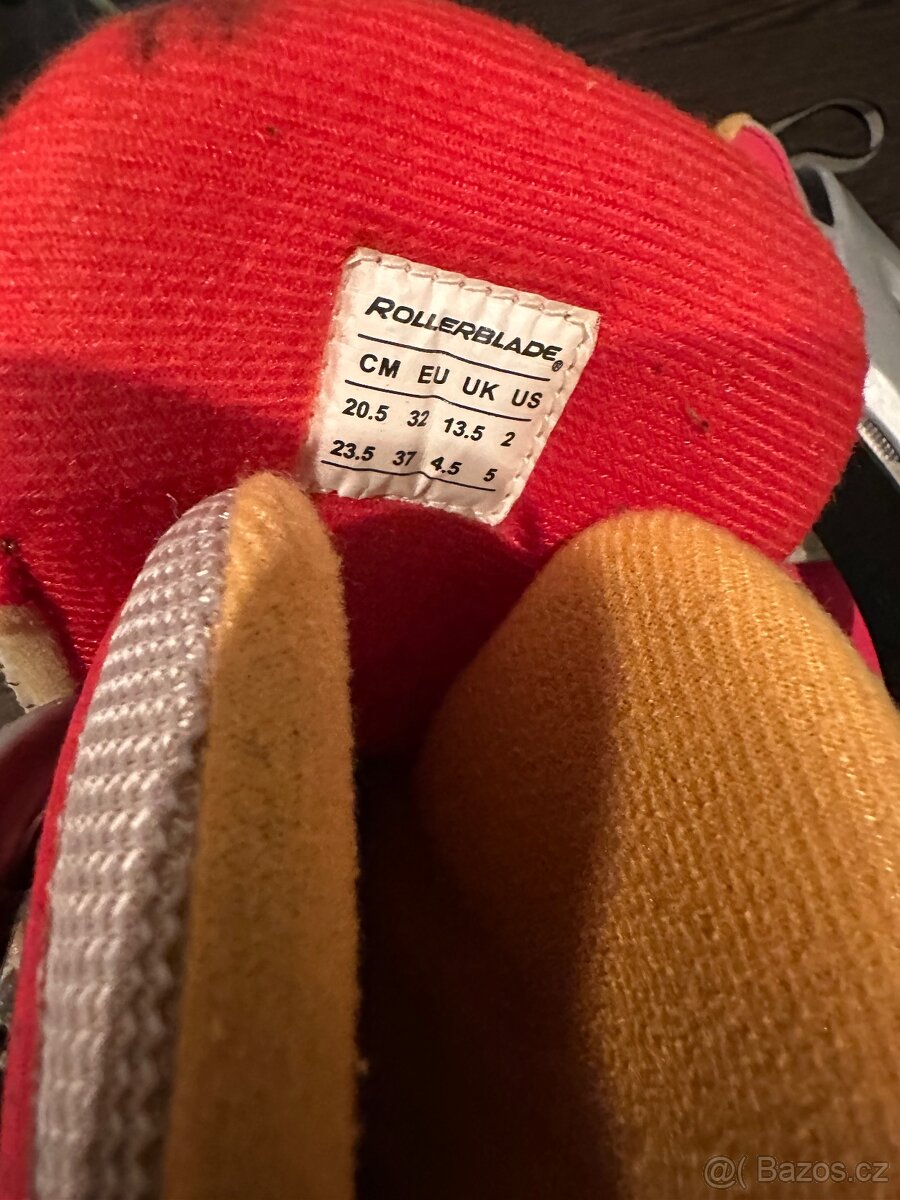 ROLLERBLADE®
CM EU UK US
20.5 32 13.5 2
23.5 37 4.5 5
@( Bazos.cz